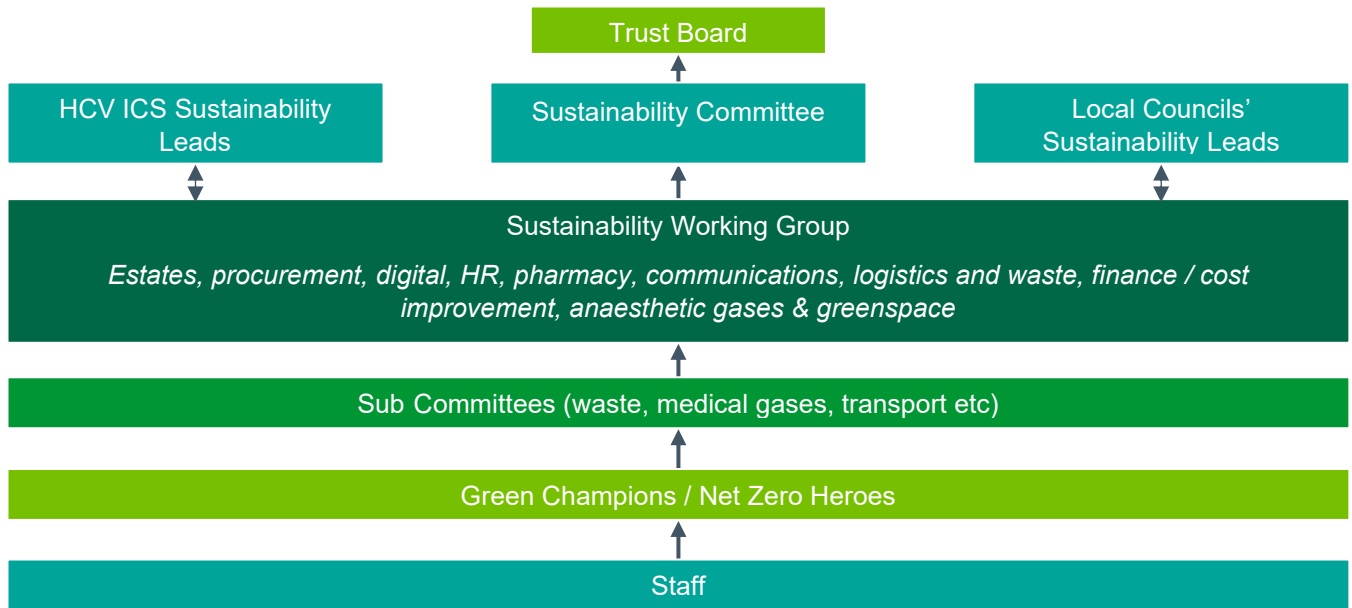 Trust Board
HCV ICS Sustainability
Leads
Sustainability Committee
Local Councils’
Sustainability Leads
Sustainability Working Group
Estates, procurement, digital, HR, pharmacy, communications, logistics and waste, finance / cost
improvement, anaesthetic gases & greenspace
Sub Committees (waste, medical gases, transport etc)
Green Champions / Net Zero Heroes
Staff